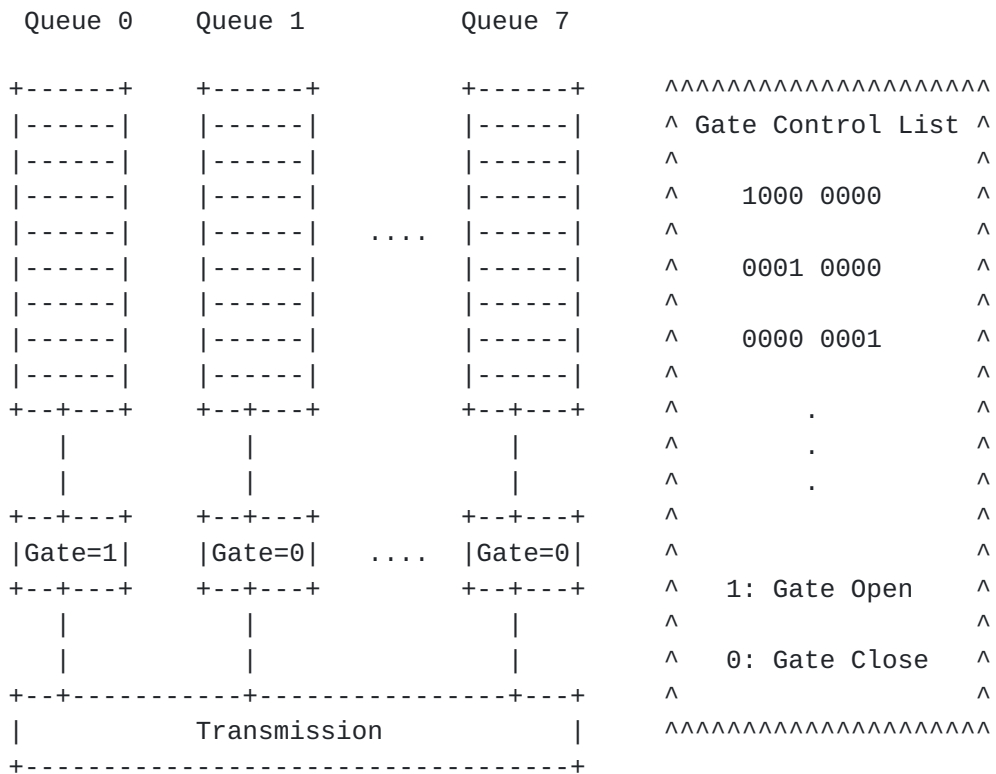 Queue 0    Queue 1          Queue 7

+------+    +------+         +------+     ^^^^^^^^^^^^^^^^^^^^^
|------|    |------|         |------|     ^ Gate Control List ^
|------|    |------|         |------|     ^                   ^
|------|    |------|         |------|     ^    1000 0000      ^
|------|    |------|   ....  |------|     ^                   ^
|------|    |------|         |------|     ^    0001 0000      ^
|------|    |------|         |------|     ^                   ^
|------|    |------|         |------|     ^    0000 0001      ^
|------|    |------|         |------|     ^                   ^
+--+---+    +--+---+         +--+---+     ^        .          ^
   |           |                |         ^        .          ^
   |           |                |         ^        .          ^
+--+---+    +--+---+         +--+---+     ^                   ^
|Gate=1|    |Gate=0|   ....  |Gate=0|     ^                   ^
+--+---+    +--+---+         +--+---+     ^   1: Gate Open    ^
   |           |                |         ^                   ^
   |           |                |         ^   0: Gate Close   ^
+--+-----------+----------------+---+     ^                   ^
|           Transmission            |     ^^^^^^^^^^^^^^^^^^^^^
+-----------------------------------+